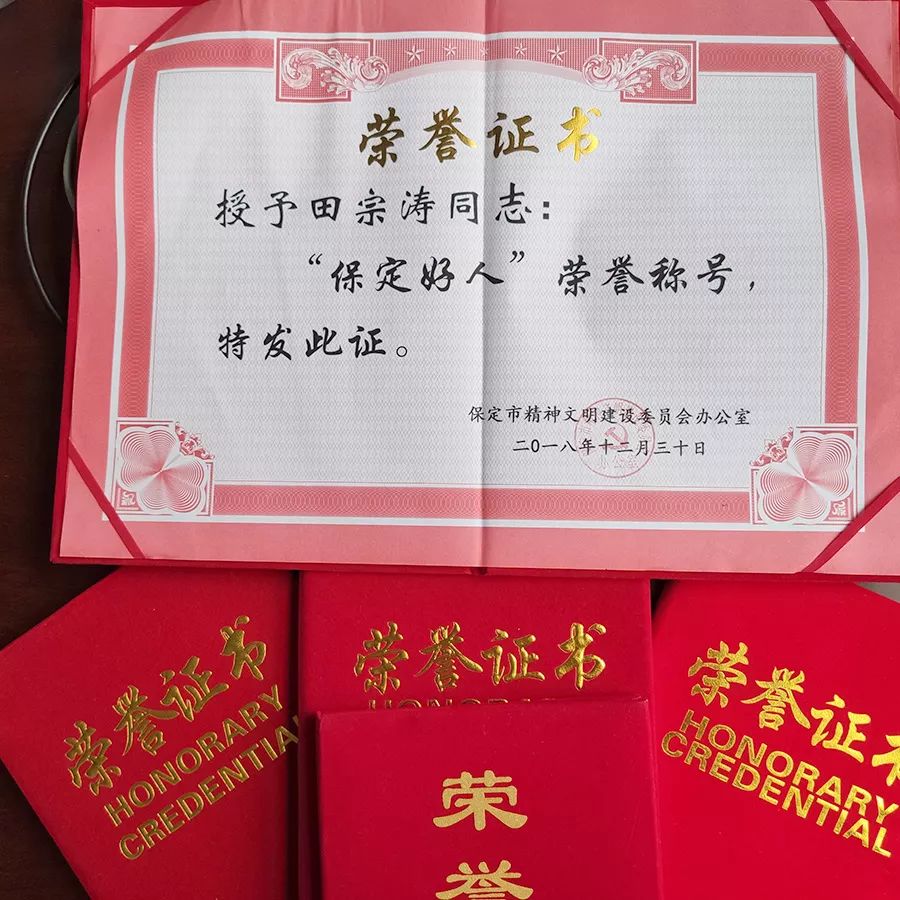 荣誉证书
授予田宗涛同志：
“保定好人”荣誉称号，
特发此证。
保定市精神文明建设委员会办公室
二〇一八年十二月三十日
荣誉证书
HONORARY
CREDENTIAL
荣誉证书
HONORARY
荣誉证书
HONORARY
CREDENTIAL
荣
誉